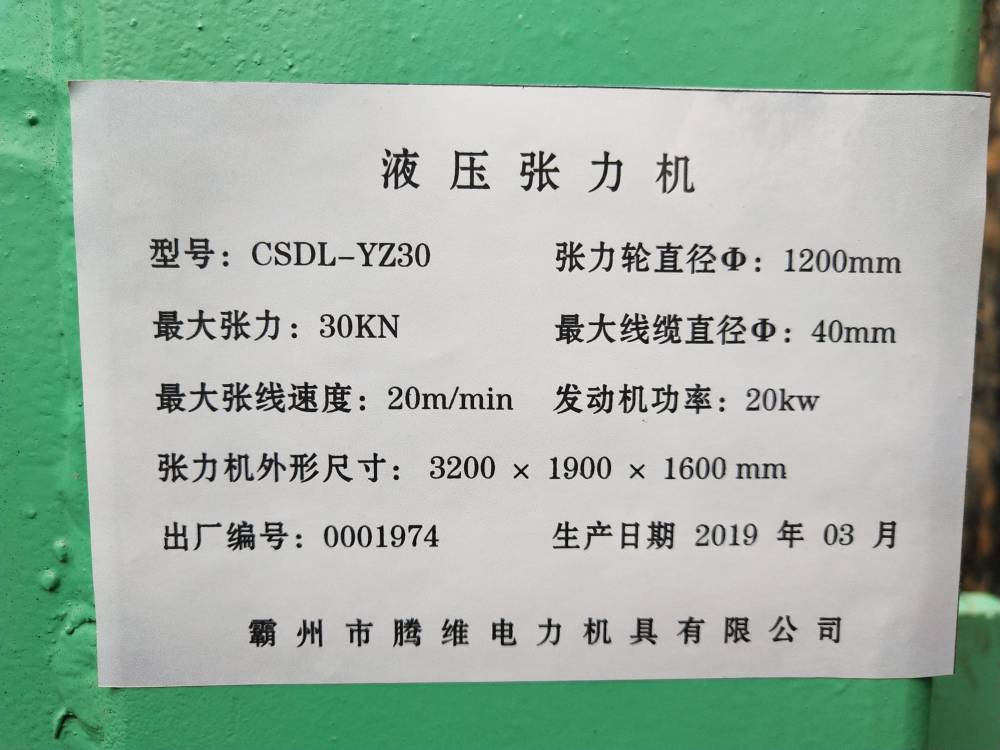 液压张力机
型号：CSDL-YZ30 张力轮直径Φ：1200mm
最大张力：30KN 最大线缆直径Φ：40mm
最大张线速度：20m/min 发动机功率：20kw
张力机外形尺寸： 3200 × 1900 × 1600 mm
出厂编号：0001974 生产日期 2019 年 03 月
霸州市腾维电力机具有限公司